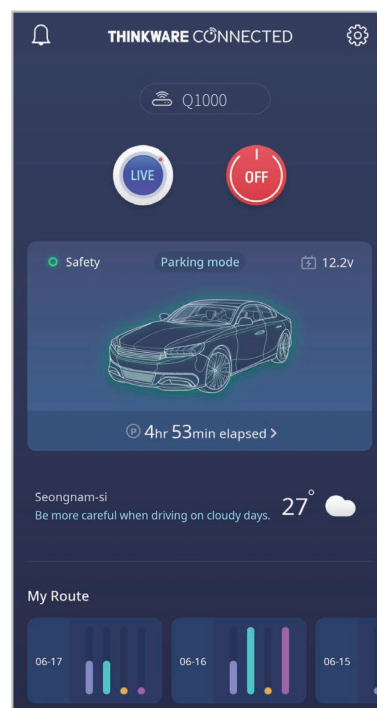 THINKWARE CONNECTED
Q1000
LIVE
OFF
Safety
Parking mode
12.2v
P 4hr 53min elapsed >
Seongnam-si
Be more careful when driving on cloudy days.
27°
My Route
06-17
06-16
06-15